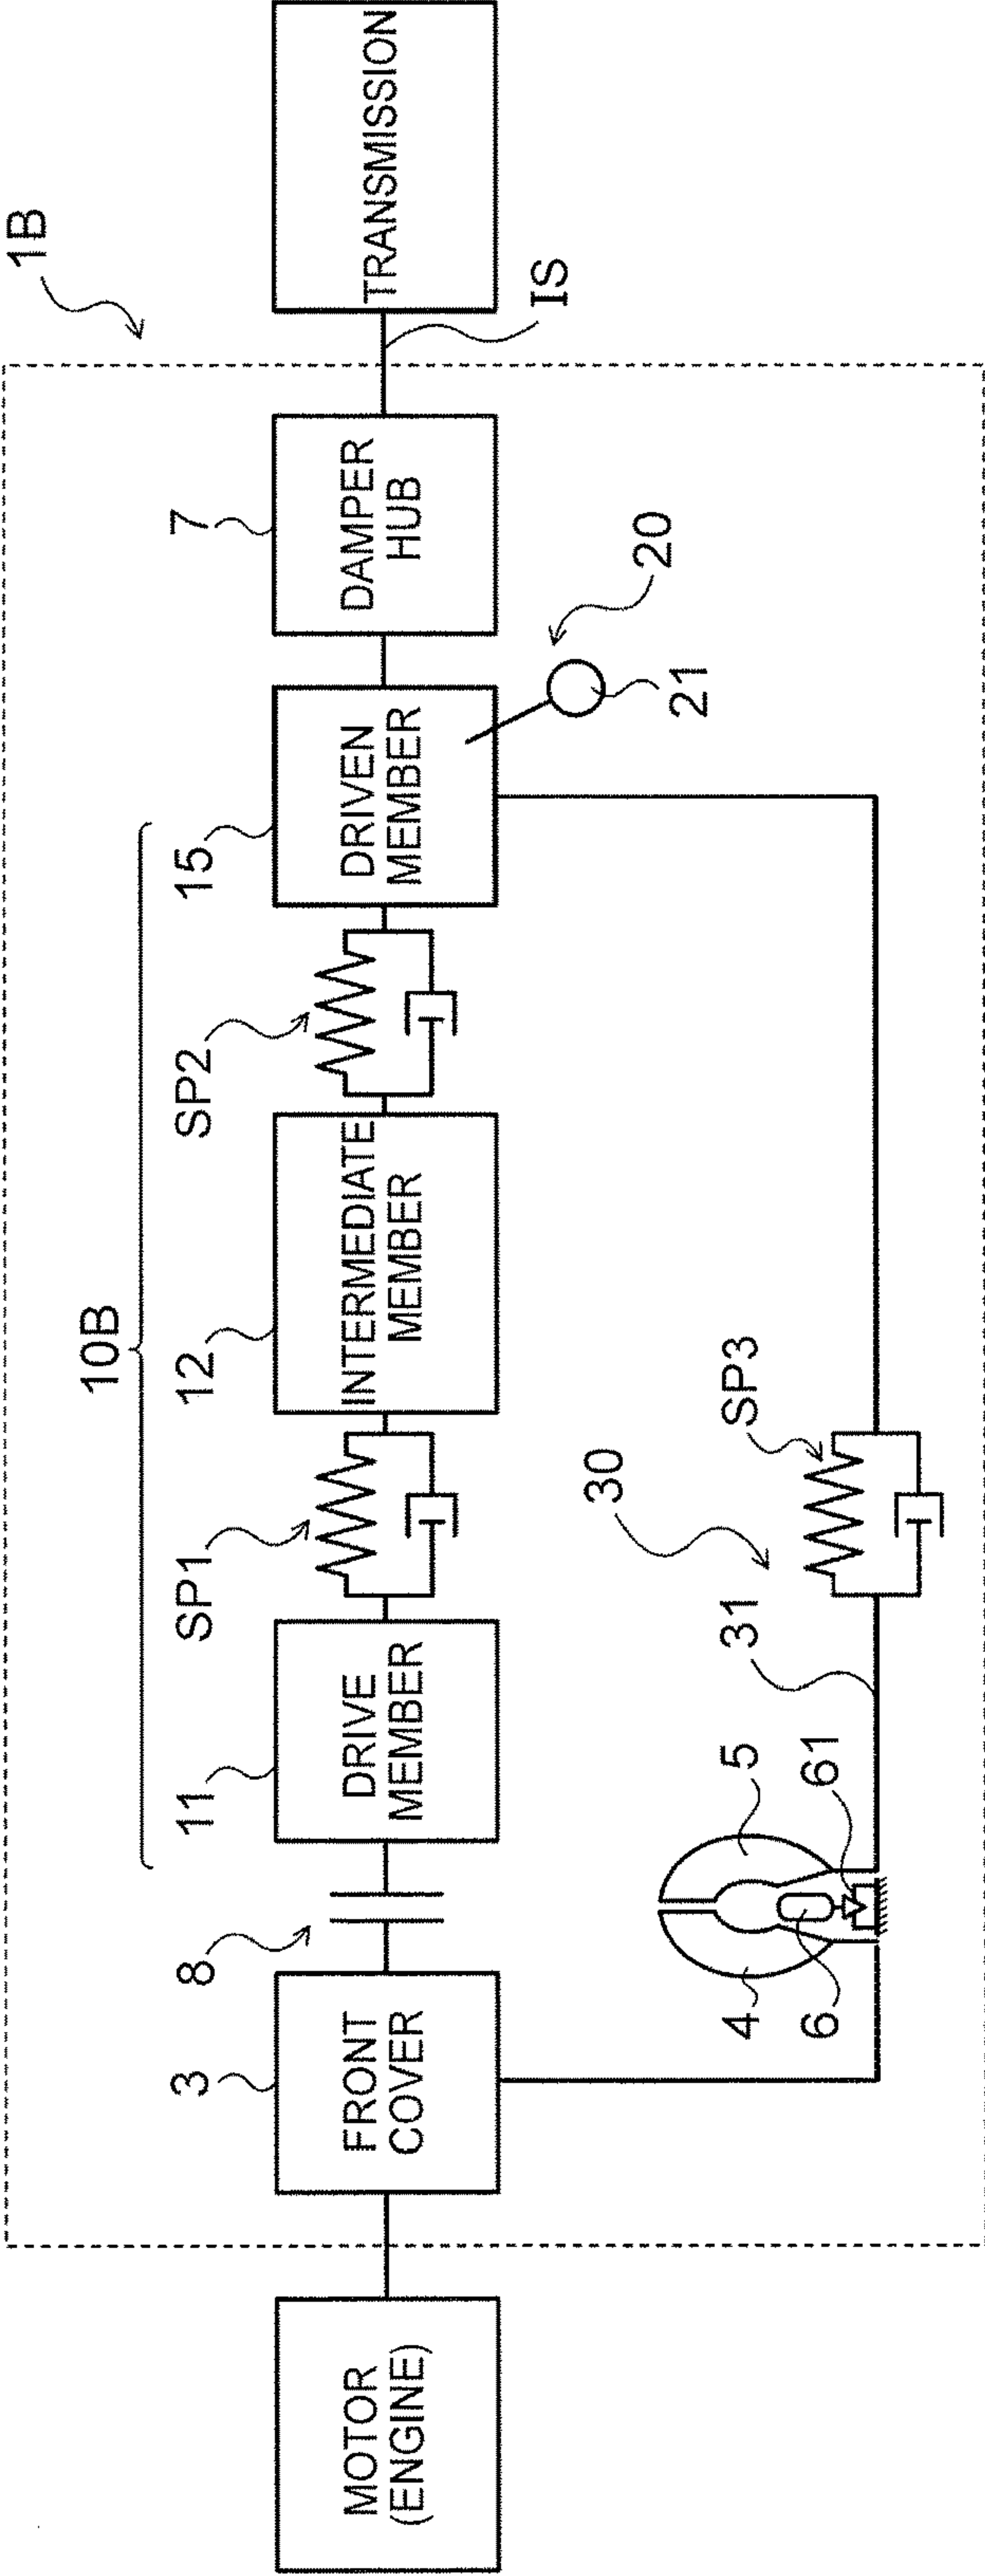 1B
10B
MOTOR
(ENGINE)
3
FRONT
COVER
8
11
DRIVE
MEMBER
SP1
12
INTERMEDIATE
MEMBER
SP2
15
DRIVEN
MEMBER
7
DAMPER
HUB
TRANSMISSION
IS
20
21
30
SP3
31
4
5
6
61